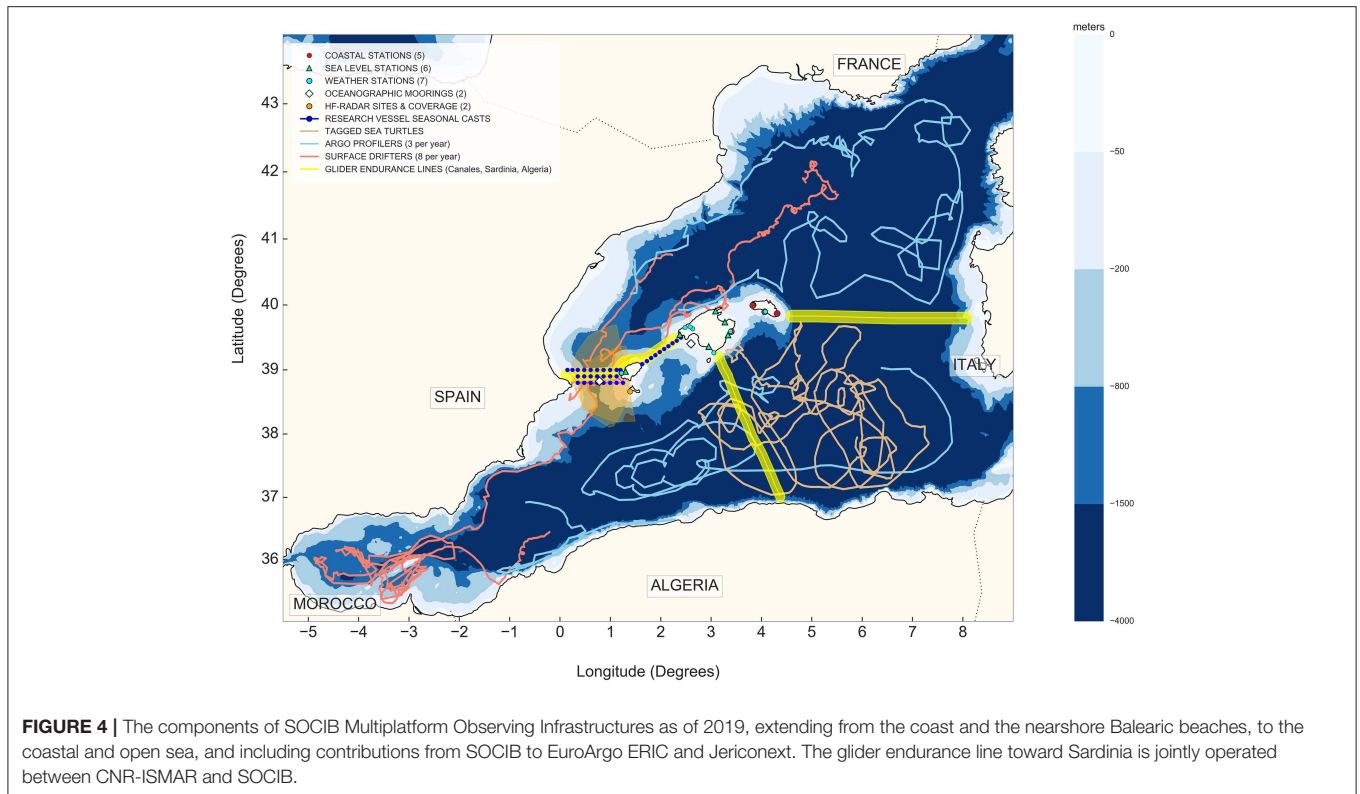 meters
0
−50
−200
−800
−1500
−4000
COASTAL STATIONS (5)
SEA LEVEL STATIONS (6)
WEATHER STATIONS (7)
OCEANOGRAPHIC MOORINGS (2)
HF-RADAR SITES & COVERAGE (2)
RESEARCH VESSEL SEASONAL CASTS
TAGGED SEA TURTLES
ARGO PROFILERS (3 per year)
SURFACE DRIFTERS (8 per year)
GLIDER ENDURANCE LINES (Canales, Sardinia, Algeria)
FRANCE
ITALY
SPAIN
ALGERIA
MOROCCO
Latitude (Degrees)
43
42
41
40
39
38
37
36
−5 −4 −3 −2 −1 0 1 2 3 4 5 6 7 8
Longitude (Degrees)
FIGURE 4 | The components of SOCIB Multiplatform Observing Infrastructures as of 2019, extending from the coast and the nearshore Balearic beaches, to the
coastal and open sea, and including contributions from SOCIB to EuroArgo ERIC and Jericonext. The glider endurance line toward Sardinia is jointly operated
between CNR-ISMAR and SOCIB.